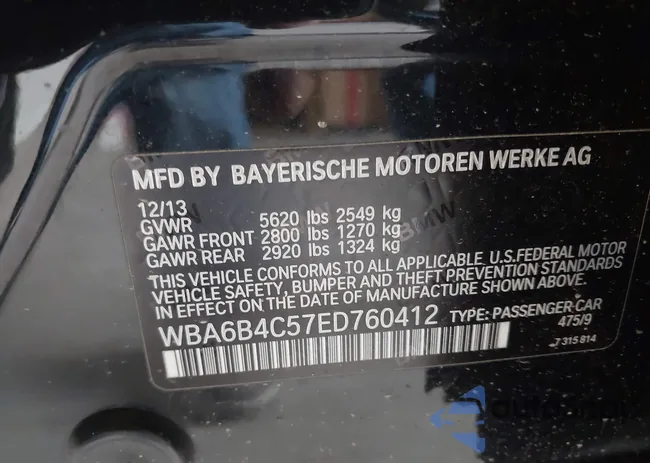 MFD BY BAYERISCHE MOTOREN WERKE AG
12/13
GVWR 5620 lbs 2549 kg
GAWR FRONT 2800 lbs 1270 kg
GAWR REAR 2920 lbs 1324 kg
THIS VEHICLE CONFORMS TO ALL APPLICABLE U.S.FEDERAL MOTOR
VEHICLE SAFETY, BUMPER AND THEFT PREVENTION STANDARDS
IN EFFECT ON THE DATE OF MANUFACTURE SHOWN ABOVE.
WBA6B4C57ED760412 TYPE: PASSENGER CAR
475/9
7 315 814
BMW